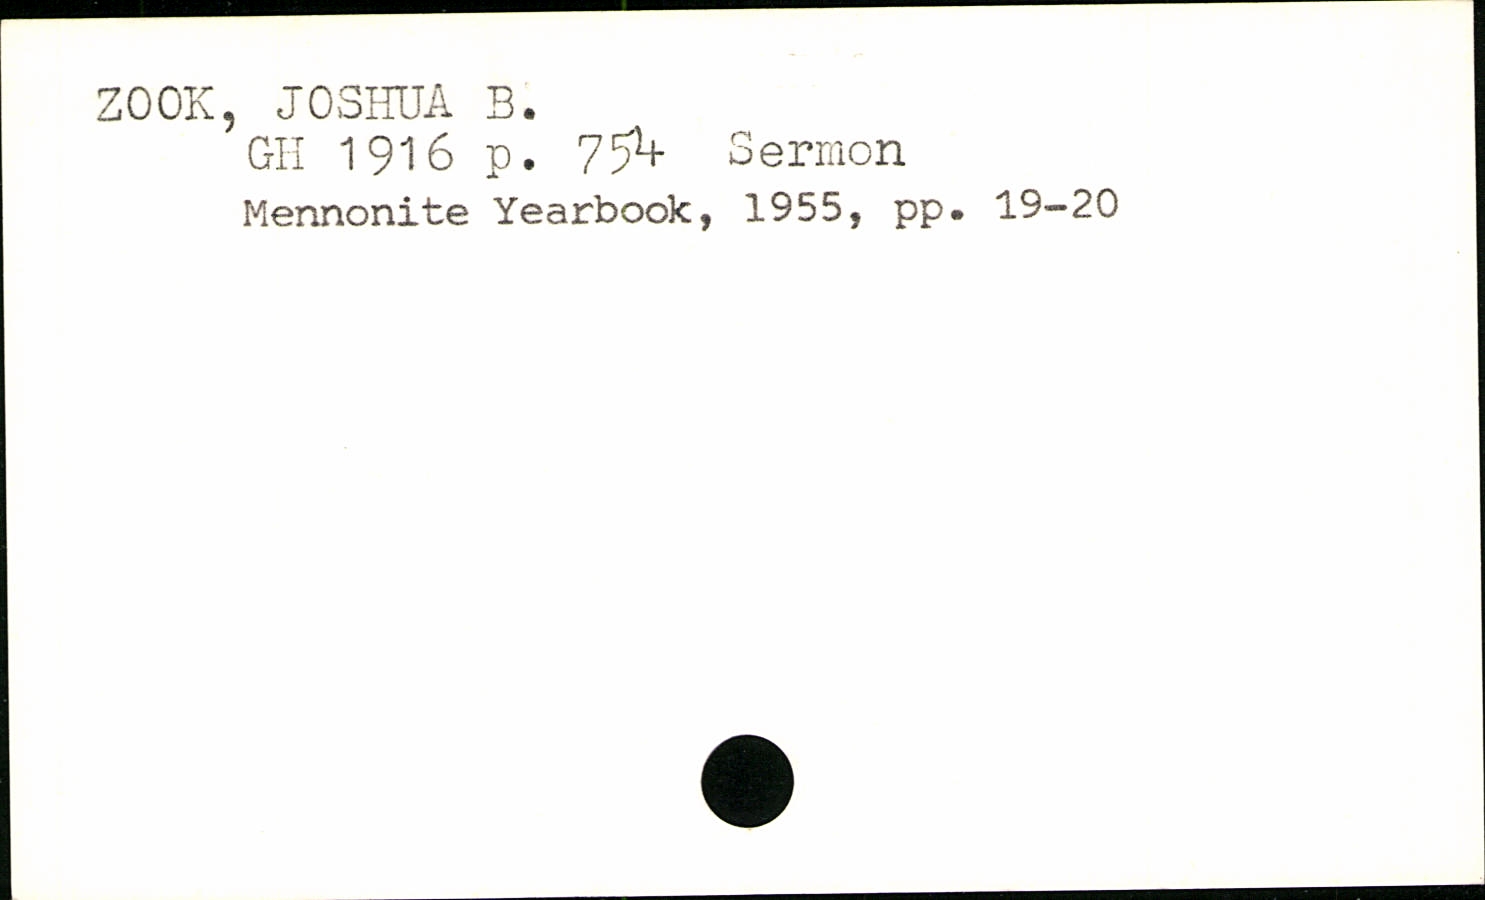 ZOOK, JOSHUA B.
GH 1916 p. 754 Sermon
Mennonite Yearbook, 1955, pp. 19-20